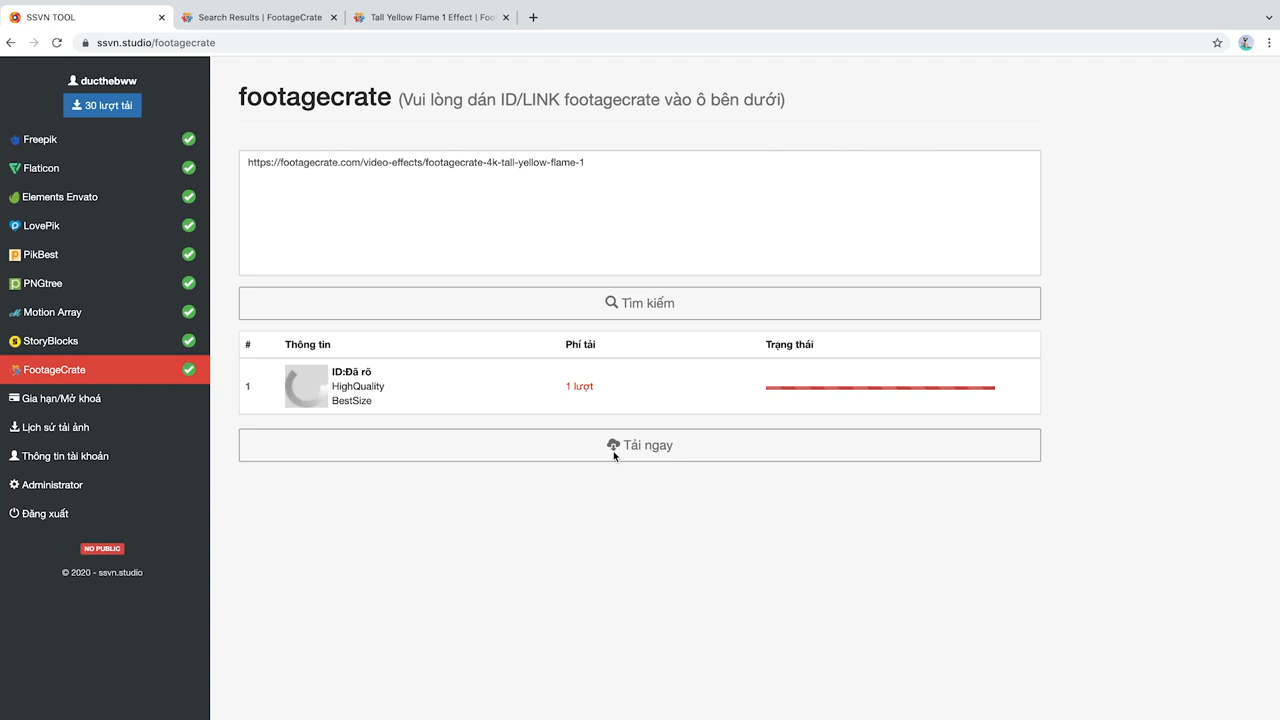 SSVN TOOL
Search Results | FootageCrate
Tall Yellow Flame 1 Effect | Foo
ssvn.studio/footagecrate
ducthebww
30 lượt tải
Freepik
Flaticon
Elements Envato
LovePik
PikBest
PNGtree
Motion Array
StoryBlocks
FootageCrate
Gia hạn/Mở khoá
Lịch sử tải ảnh
Thông tin tài khoản
Administrator
Đăng xuất
NO PUBLIC
© 2020 - ssvn.studio
footagecrate (Vui lòng dán ID/LINK footagecrate vào ô bên dưới)
https://footagecrate.com/video-effects/footagecrate-4k-tall-yellow-flame-1
Tìm kiếm
# Thông tin Phí tải Trạng thái
1 ID:Đã rõ
HighQuality 1 lượt
BestSize
Tải ngay